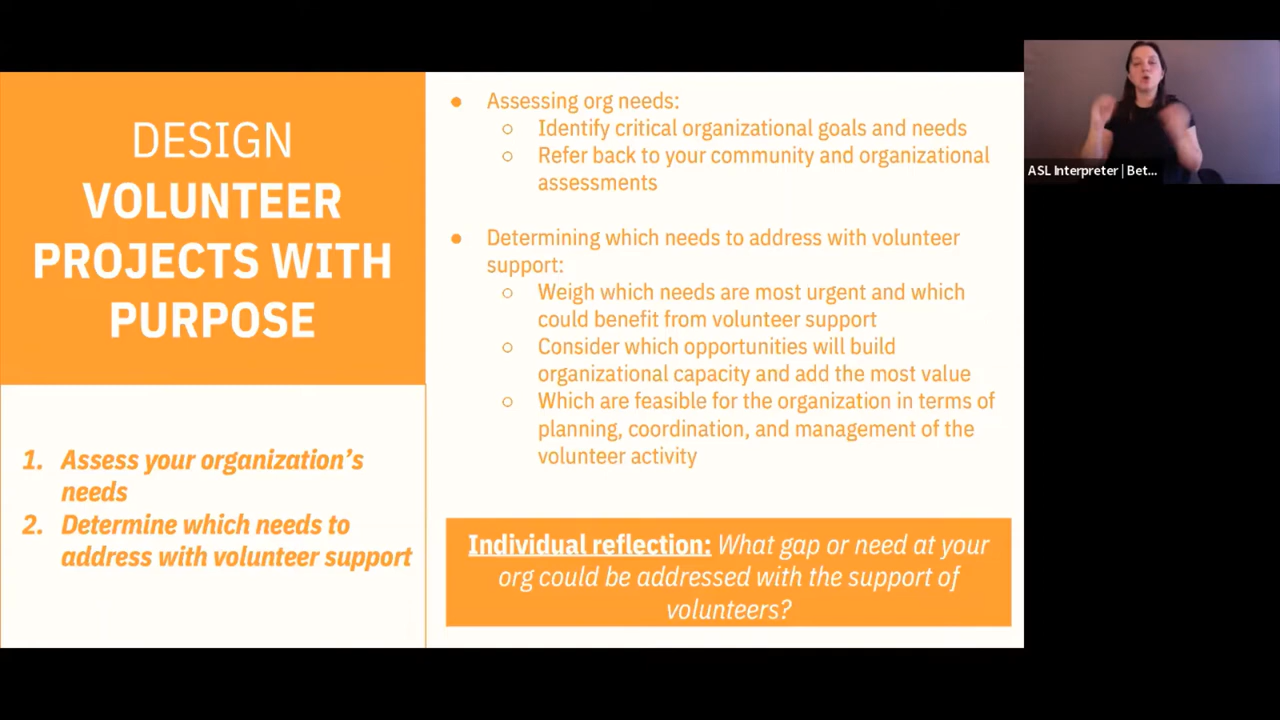 DESIGN
VOLUNTEER
PROJECTS WITH
PURPOSE
1. Assess your organization's
needs
2. Determine which needs to
address with volunteer support
● Assessing org needs:
○ Identify critical organizational goals and needs
○ Refer back to your community and organizational
assessments
● Determining which needs to address with volunteer
support:
○ Weigh which needs are most urgent and which
could benefit from volunteer support
○ Consider which opportunities will build
organizational capacity and add the most value
○ Which are feasible for the organization in terms of
planning, coordination, and management of the
volunteer activity
Individual reflection: What gap or need at your
org could be addressed with the support of
volunteers?
ASL Interpreter | Bet...